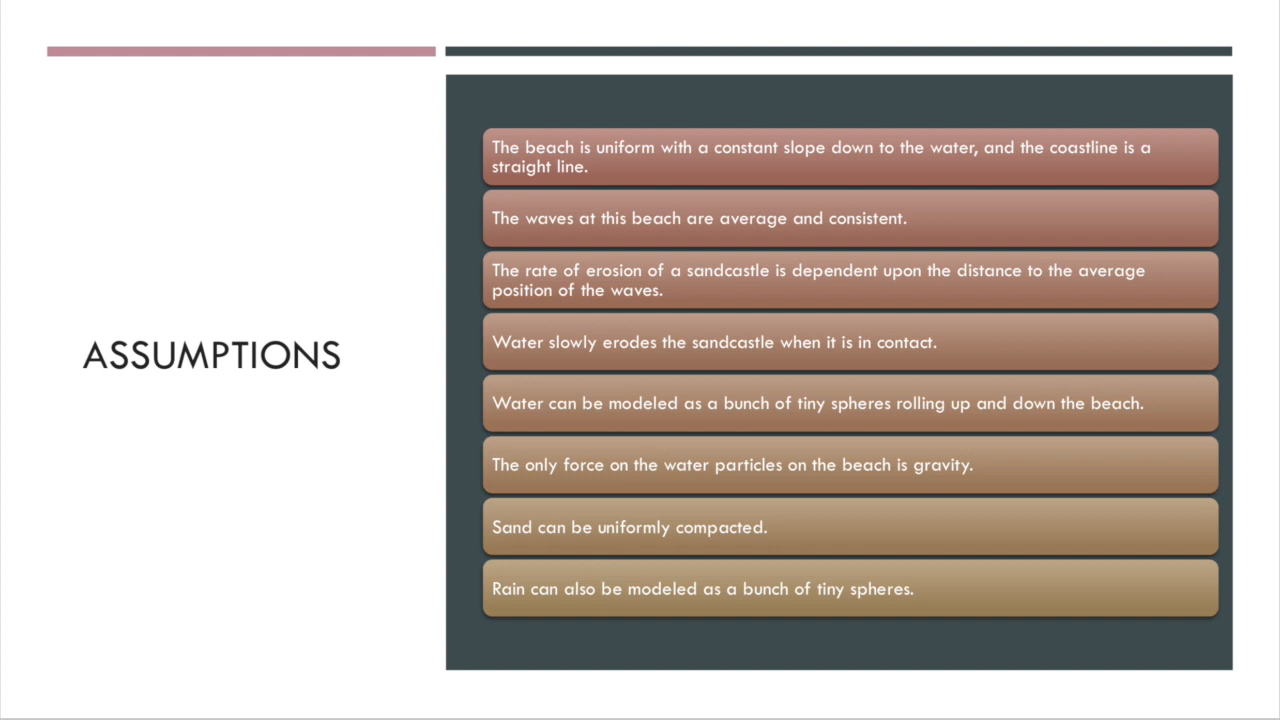 ASSUMPTIONS
The beach is uniform with a constant slope down to the water, and the coastline is a
straight line.
The waves at this beach are average and consistent.
The rate of erosion of a sandcastle is dependent upon the distance to the average
position of the waves.
Water slowly erodes the sandcastle when it is in contact.
Water can be modeled as a bunch of tiny spheres rolling up and down the beach.
The only force on the water particles on the beach is gravity.
Sand can be uniformly compacted.
Rain can also be modeled as a bunch of tiny spheres.